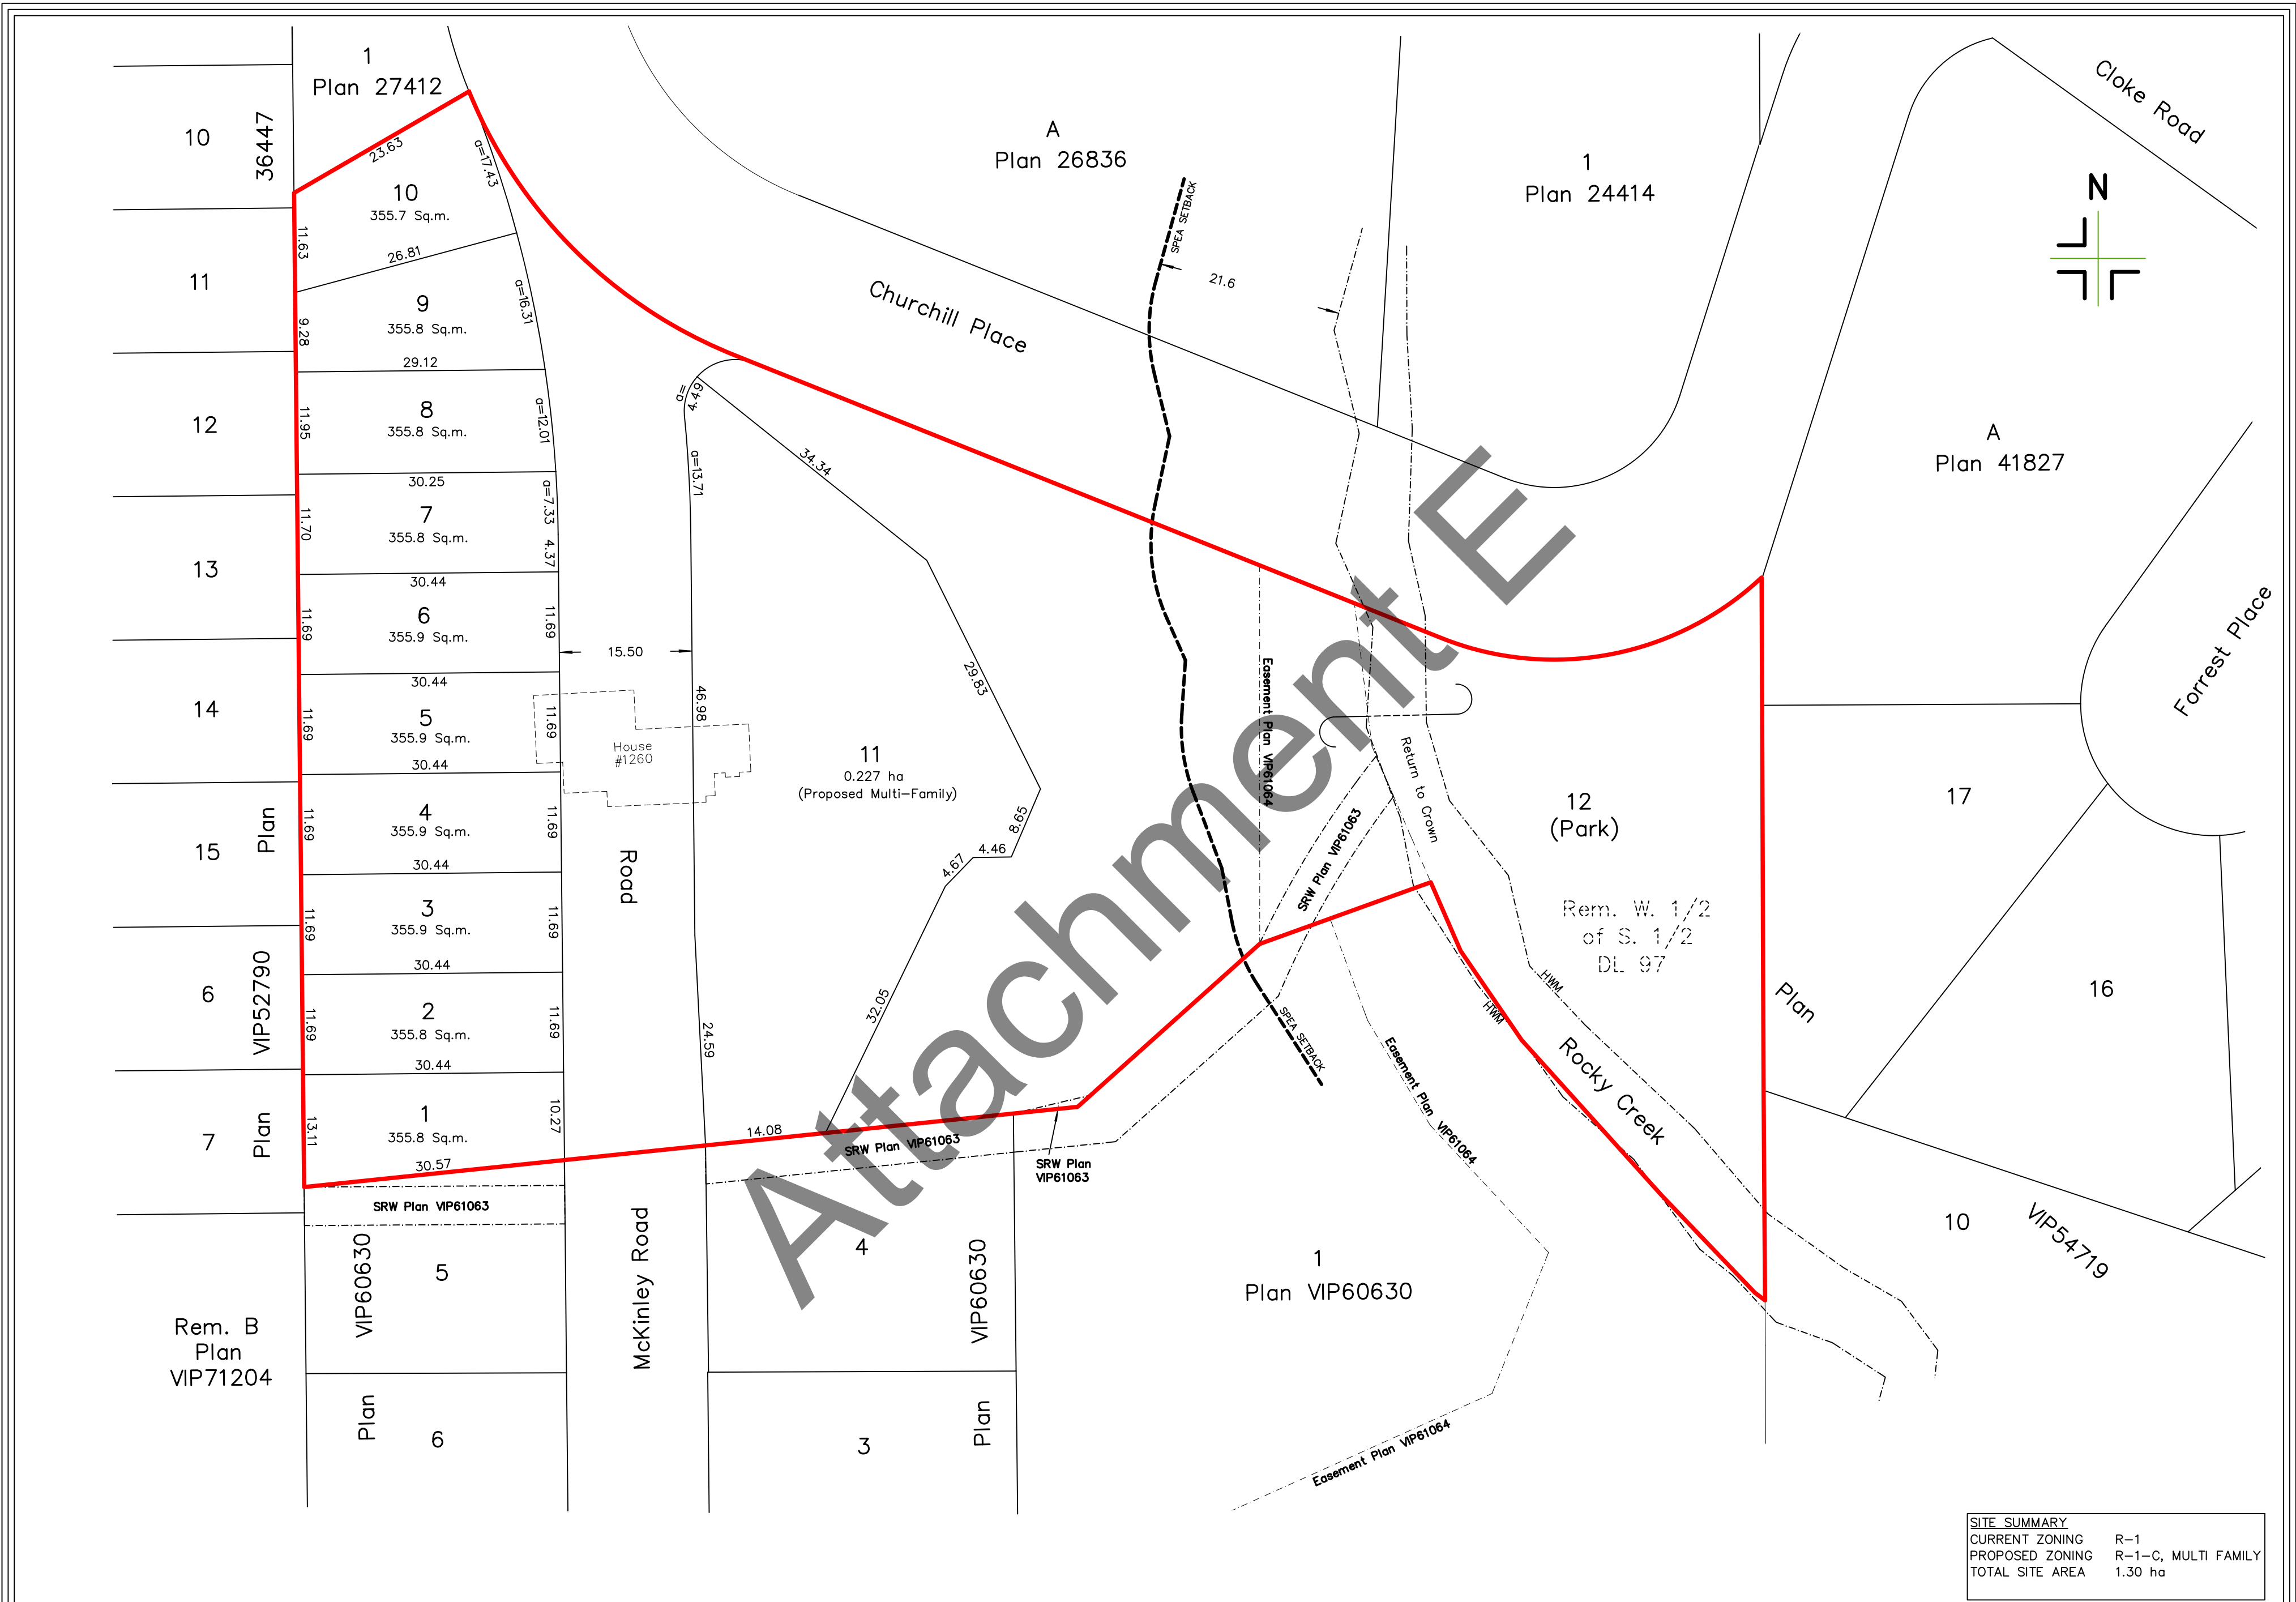 1
Plan 27412
10
36447
11
12
13
14
15
Plan
6
VIP52790
7
Plan
Rem. B
Plan
VIP71204
23.63
a=17.43
10
355.7 Sq.m.
11.63
26.81
9
355.8 Sq.m.
9.28
a=16.31
29.12
8
355.8 Sq.m.
11.95
a=12.01
30.25
7
355.8 Sq.m.
11.70
a=7.33
4.37
30.44
6
355.9 Sq.m.
11.69
11.69
30.44
5
355.9 Sq.m.
11.69
11.69
30.44
4
355.9 Sq.m.
11.69
11.69
30.44
3
355.9 Sq.m.
11.69
11.69
30.44
2
355.8 Sq.m.
11.69
11.69
30.44
1
355.8 Sq.m.
13.11
10.27
30.57
SRW Plan VIP61063
VIP60630
5
Plan
6
15.50
House
#1260
Road
McKinley Road
a=
4.49
a=13.71
46.98
24.59
34.34
29.83
8.65
4.46
4.67
32.05
14.08
11
0.227 ha
(Proposed Multi-Family)
SRW Plan VIP61063
SRW Plan
VIP61063
4
VIP60630
3
Plan
Churchill Place
A
Plan 26836
SPEA SETBACK
21.6
1
Plan 24414
Cloke Road
N
A
Plan 41827
Forrest Place
Easement Plan VIP61064
SRW Plan VIP61063
Return to Crown
12
(Park)
Rem. W. 1/2
of S. 1/2
DL 97
HWM
HWM
Rocky Creek
SPEA SETBACK
Easement Plan VIP61064
1
Plan VIP60630
Easement Plan VIP61064
17
16
Plan
10
VIP54719
Attachment E
SITE SUMMARY
CURRENT ZONING R-1
PROPOSED ZONING R-1-C, MULTI FAMILY
TOTAL SITE AREA 1.30 ha